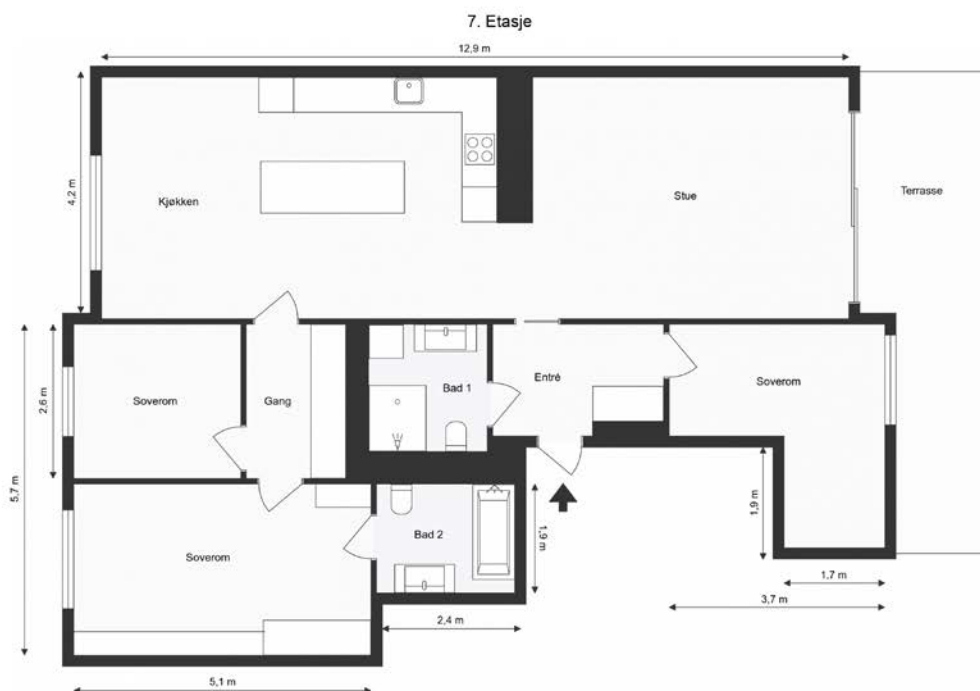 7. Etasje
12,9 m
4,2 m
Kjøkken
Stue
Terrasse
2,6 m
5,7 m
Soverom
Gang
Bad 1
Entré
Soverom
1,9 m
1,7 m
3,7 m
Soverom
Bad 2
1,9 m
2,4 m
5,1 m